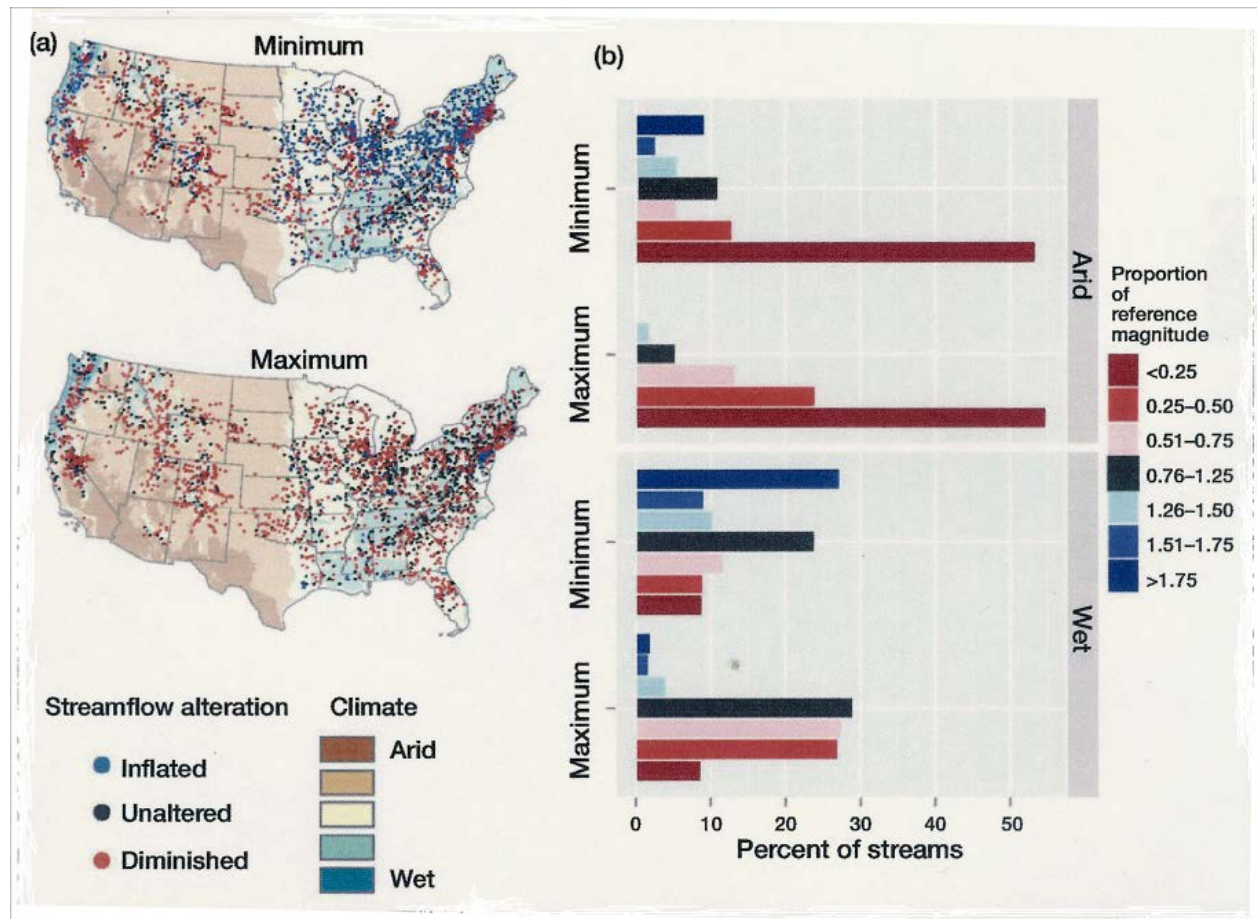 (a)
Minimum
Maximum
Streamflow alteration
Inflated
Unaltered
Diminished
Climate
Arid
Wet
(b)
Minimum
Maximum
Arid
Minimum
Maximum
Wet
0 10 20 30 40 50
Percent of streams
Proportion
of
reference
magnitude
<0.25
0.25–0.50
0.51–0.75
0.76–1.25
1.26–1.50
1.51–1.75
>1.75